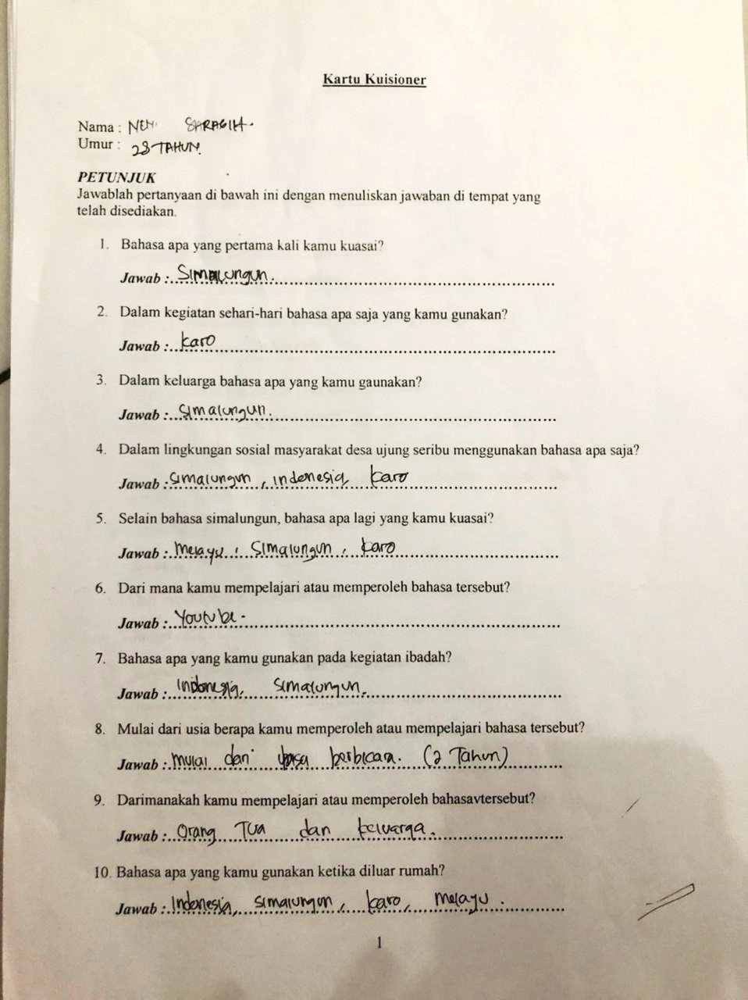 Kartu Kuisioner
Nama : SARAGIH.
Umur : 23 TAHUN.
PETUNJUK
Jawablah pertanyaan di bawah ini dengan menuliskan jawaban di tempat yang
telah disediakan.
1. Bahasa apa yang pertama kali kamu kuasai?
Jawab : Simalungun.
2. Dalam kegiatan sehari-hari bahasa apa saja yang kamu gunakan?
Jawab : karo
3. Dalam keluarga bahasa apa yang kamu gaunakan?
Jawab : Simalungun.
4. Dalam lingkungan sosial masyarakat desa ujung seribu menggunakan bahasa apa saja?
Jawab : simalungun, indonesia, karo
5. Selain bahasa simalungun, bahasa apa lagi yang kamu kuasai?
Jawab : Melayu, Simalungun, karo
6. Dari mana kamu mempelajari atau memperoleh bahasa tersebut?
Jawab : Youtube.
7. Bahasa apa yang kamu gunakan pada kegiatan ibadah?
Jawab : Indonesia, simalungun.
8. Mulai dari usia berapa kamu memperoleh atau mempelajari bahasa tersebut?
Jawab : Mulai dari bisa berbicara. (2 Tahun)
9. Darimanakah kamu mempelajari atau memperoleh bahasavtersebut?
Jawab : Orang Tua dan keluarga.
10. Bahasa apa yang kamu gunakan ketika diluar rumah?
Jawab : Indonesia, simalungun, karo, melayu.
1